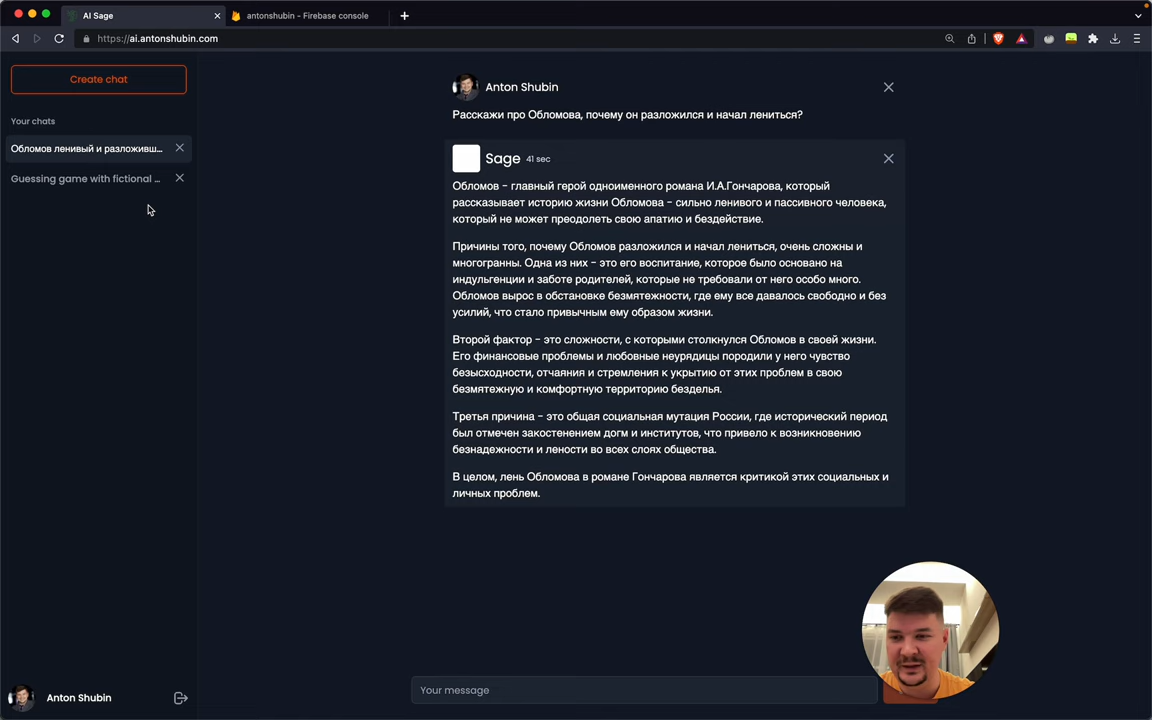 AI Sage
antonshubin - Firebase console
https://ai.antonshubin.com
Create chat
Your chats
Обломов ленивый и разложивш...
Guessing game with fictional ...
Anton Shubin
Расскажи про Обломова, почему он разложился и начал лениться?
Sage 41 sec
Обломов - главный герой одноименного романа И.А.Гончарова, который
рассказывает историю жизни Обломова - сильно ленивого и пассивного человека,
который не может преодолеть свою апатию и бездействие.
Причины того, почему Обломов разложился и начал лениться, очень сложны и
многогранны. Одна из них - это его воспитание, которое было основано на
индульгенции и заботе родителей, которые не требовали от него особо много.
Обломов вырос в обстановке безмятежности, где ему все давалось свободно и без
усилий, что стало привычным ему образом жизни.
Второй фактор - это сложности, с которыми столкнулся Обломов в своей жизни.
Его финансовые проблемы и любовные неурядицы породили у него чувство
безысходности, отчаяния и стремления к укрытию от этих проблем в свою
безмятежную и комфортную территорию безделья.
Третья причина - это общая социальная мутация России, где исторический период
был отмечен закостенением догм и институтов, что привело к возникновению
безнадежности и лености во всех слоях общества.
В целом, лень Обломова в романе Гончарова является критикой этих социальных и
личных проблем.
Your message
Anton Shubin